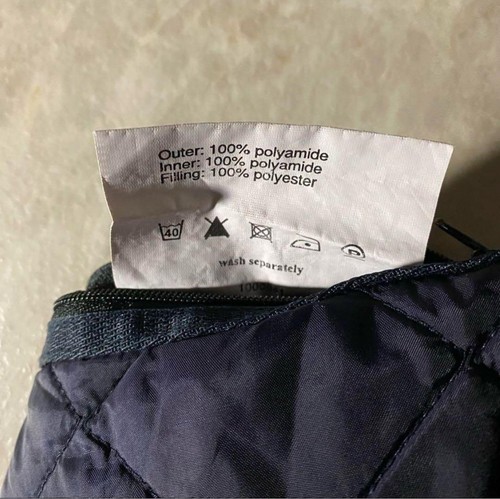 Outer: 100% polyamide
Inner: 100% polyamide
Filling: 100% polyester
40
wash separately